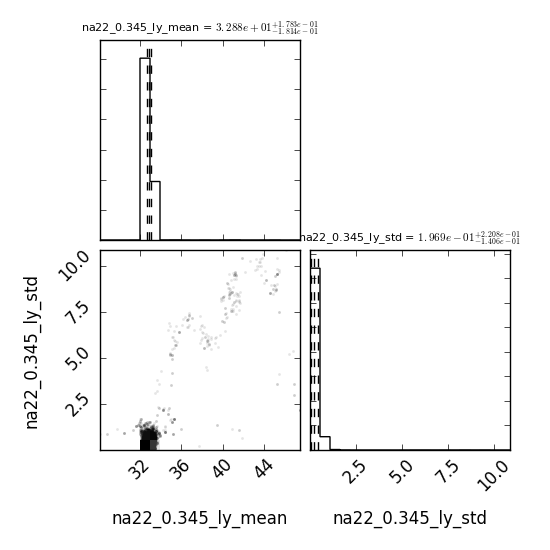 na22_0.345_ly_mean = 3.288e+01 +1.783e−01 −1.814e−01
na22_0.345_ly_std = 1.969e−01 +2.208e−01 −1.406e−01
na22_0.345_ly_std
10.0
7.5
5.0
2.5
32 36 40 44
2.5 5.0 7.5 10.0
na22_0.345_ly_mean
na22_0.345_ly_std